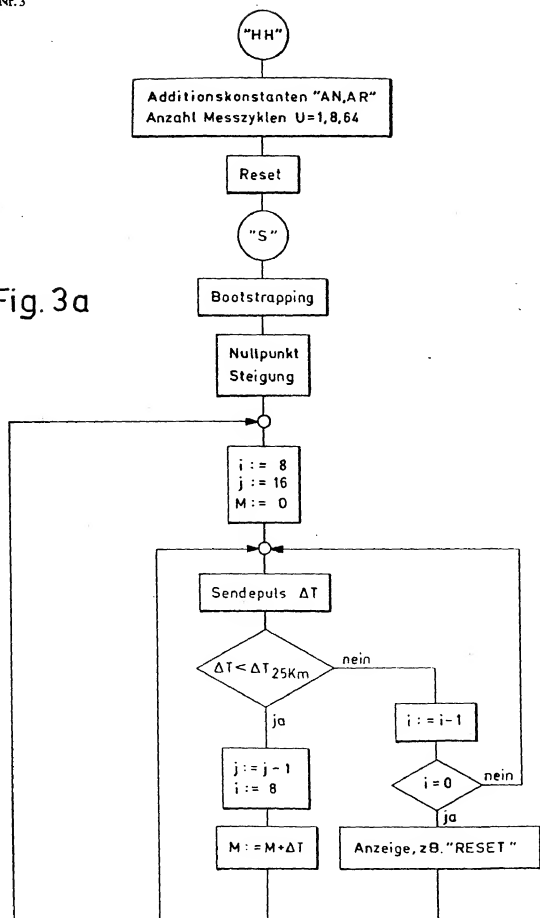 Nr. 3
"HH"
Additionskonstanten "AN,AR"
Anzahl Messzyklen U=1,8,64
Reset
"S"
Fig. 3a
Bootstrapping
Nullpunkt
Steigung
i := 8
j := 16
M := 0
Sendepuls ΔT
ΔT < ΔT25Km
nein
ja
i := i-1
j := j-1
i := 8
i = 0
nein
ja
M := M+ΔT
Anzeige, zB. "RESET"